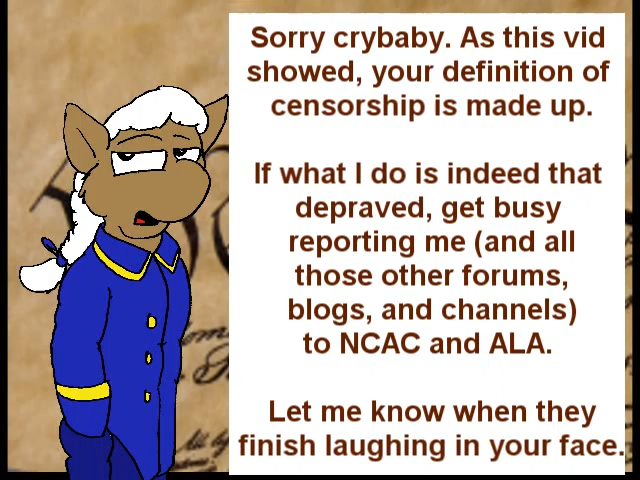 Sorry crybaby. As this vid
showed, your definition of
censorship is made up.
If what I do is indeed that
depraved, get busy
reporting me (and all
those other forums,
blogs, and channels)
to NCAC and ALA.
Let me know when they
finish laughing in your face.